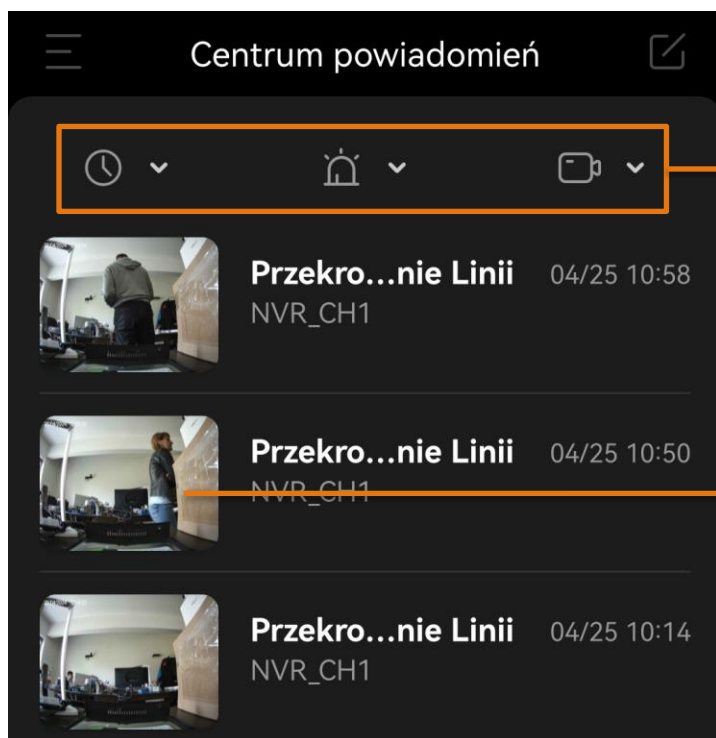 Centrum powiadomień
Przekro...nie Linii 04/25 10:58
NVR_CH1
Przekro...nie Linii 04/25 10:50
NVR_CH1
Przekro...nie Linii 04/25 10:14
NVR_CH1